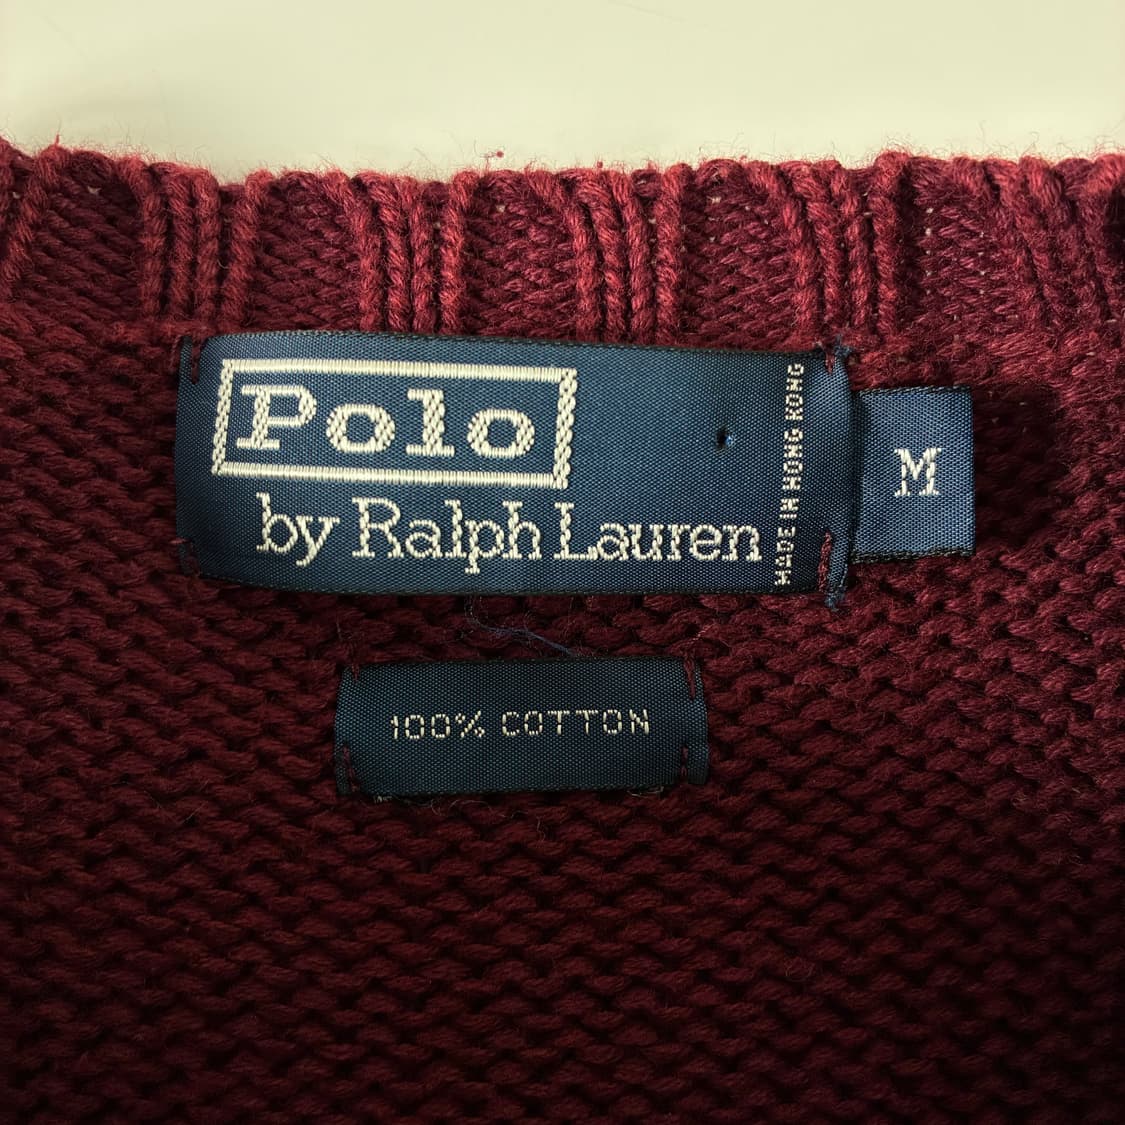 Polo
by Ralph Lauren
MADE IN HONG KONG
M
100% COTTON